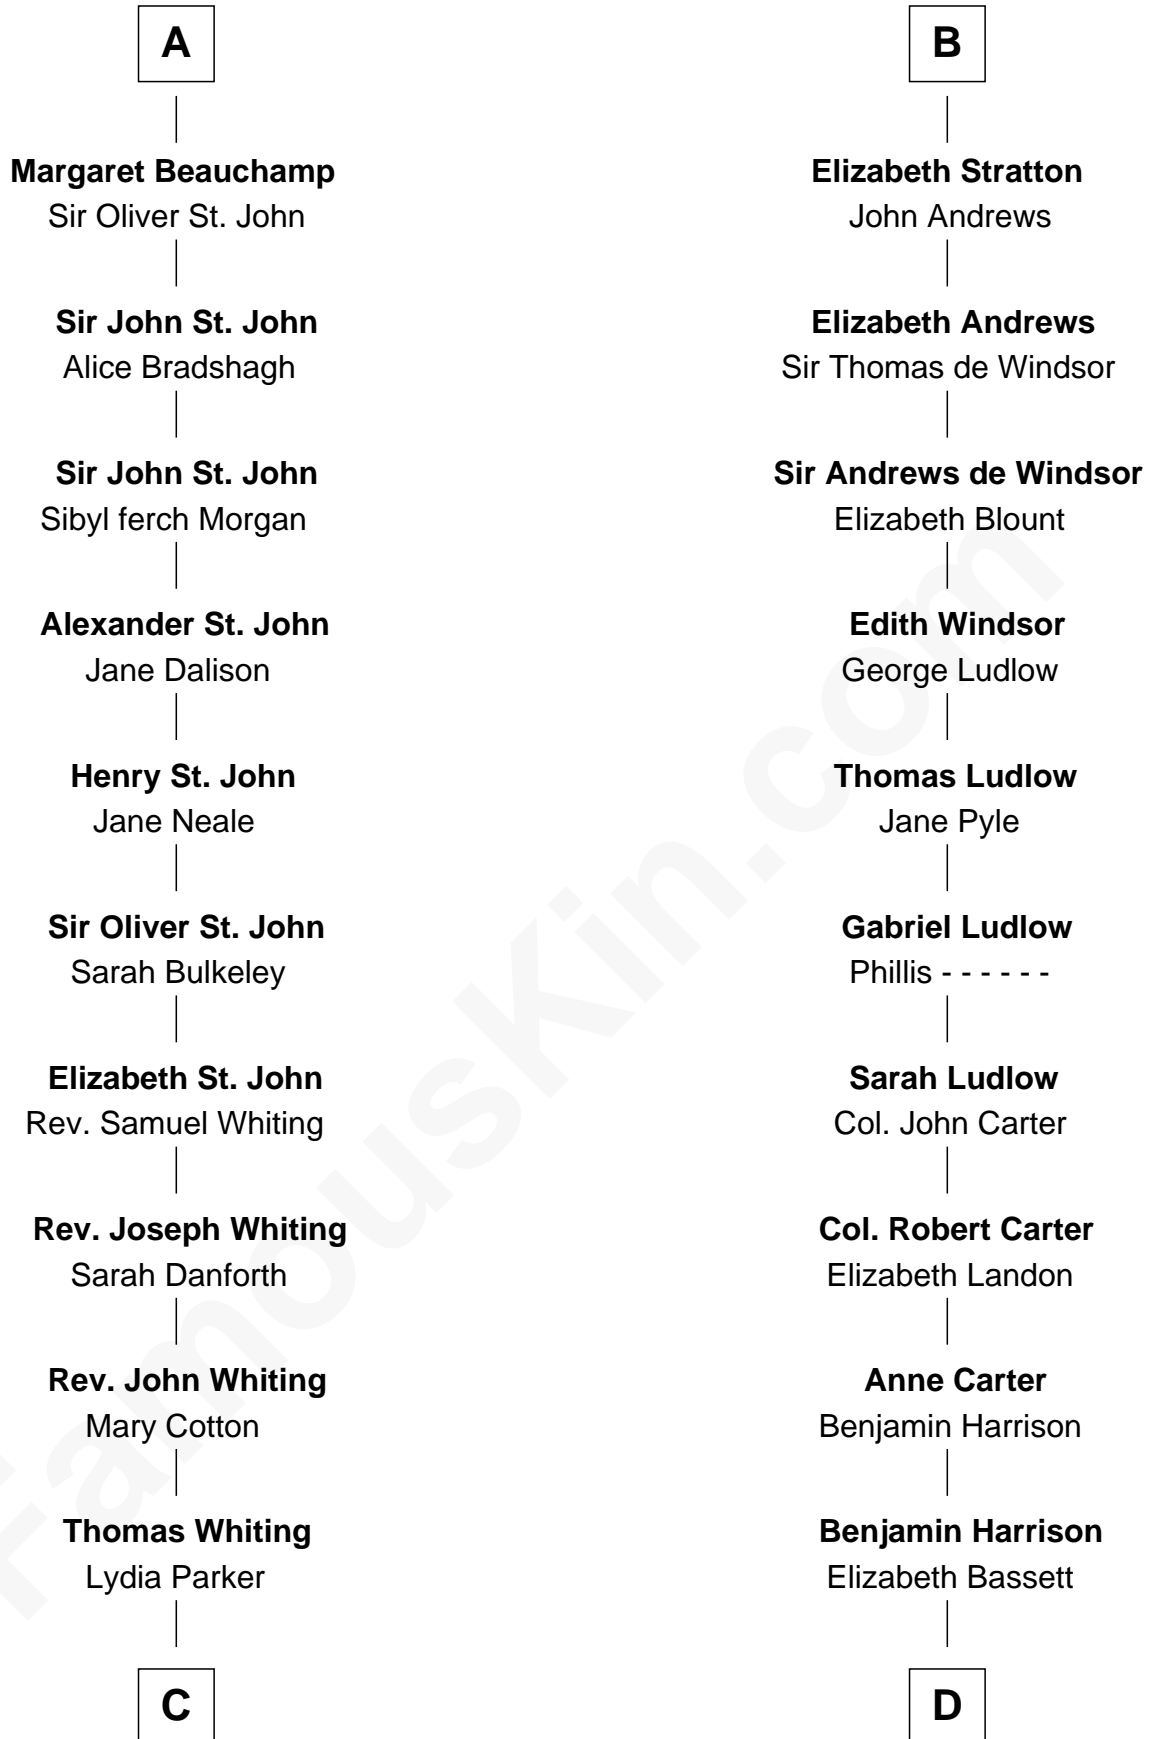 A
Margaret Beauchamp
Sir Oliver St. John
Sir John St. John
Alice Bradshagh
Sir John St. John
Sibyl ferch Morgan
Alexander St. John
Jane Dalison
Henry St. John
Jane Neale
Sir Oliver St. John
Sarah Bulkeley
Elizabeth St. John
Rev. Samuel Whiting
Rev. Joseph Whiting
Sarah Danforth
Rev. John Whiting
Mary Cotton
Thomas Whiting
Lydia Parker
C
B
Elizabeth Stratton
John Andrews
Elizabeth Andrews
Sir Thomas de Windsor
Sir Andrews de Windsor
Elizabeth Blount
Edith Windsor
George Ludlow
Thomas Ludlow
Jane Pyle
Gabriel Ludlow
Phillis - - - - - -
Sarah Ludlow
Col. John Carter
Col. Robert Carter
Elizabeth Landon
Anne Carter
Benjamin Harrison
Benjamin Harrison
Elizabeth Bassett
D
FamousKin.com